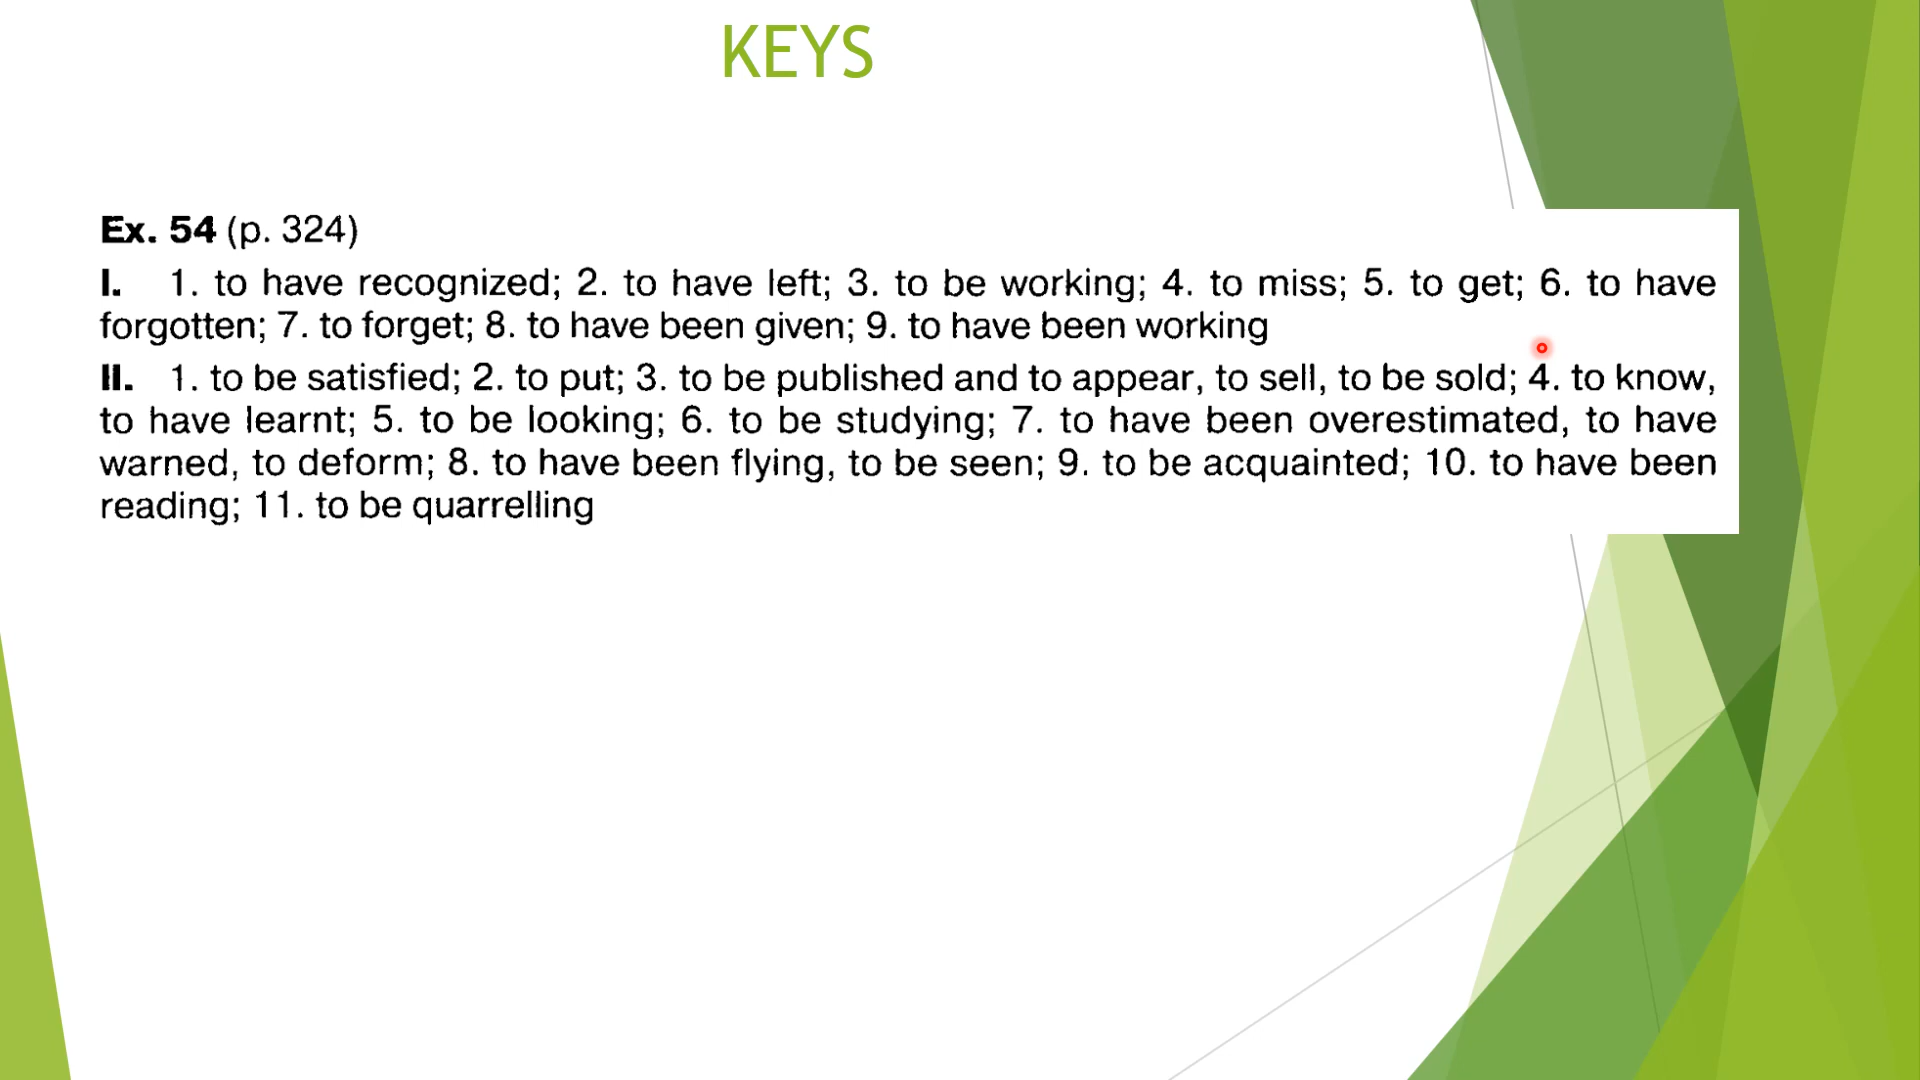 KEYS
Ex. 54 (p. 324)
I. 1. to have recognized; 2. to have left; 3. to be working; 4. to miss; 5. to get; 6. to have
forgotten; 7. to forget; 8. to have been given; 9. to have been working
II. 1. to be satisfied; 2. to put; 3. to be published and to appear, to sell, to be sold; 4. to know,
to have learnt; 5. to be looking; 6. to be studying; 7. to have been overestimated, to have
warned, to deform; 8. to have been flying, to be seen; 9. to be acquainted; 10. to have been
reading; 11. to be quarrelling